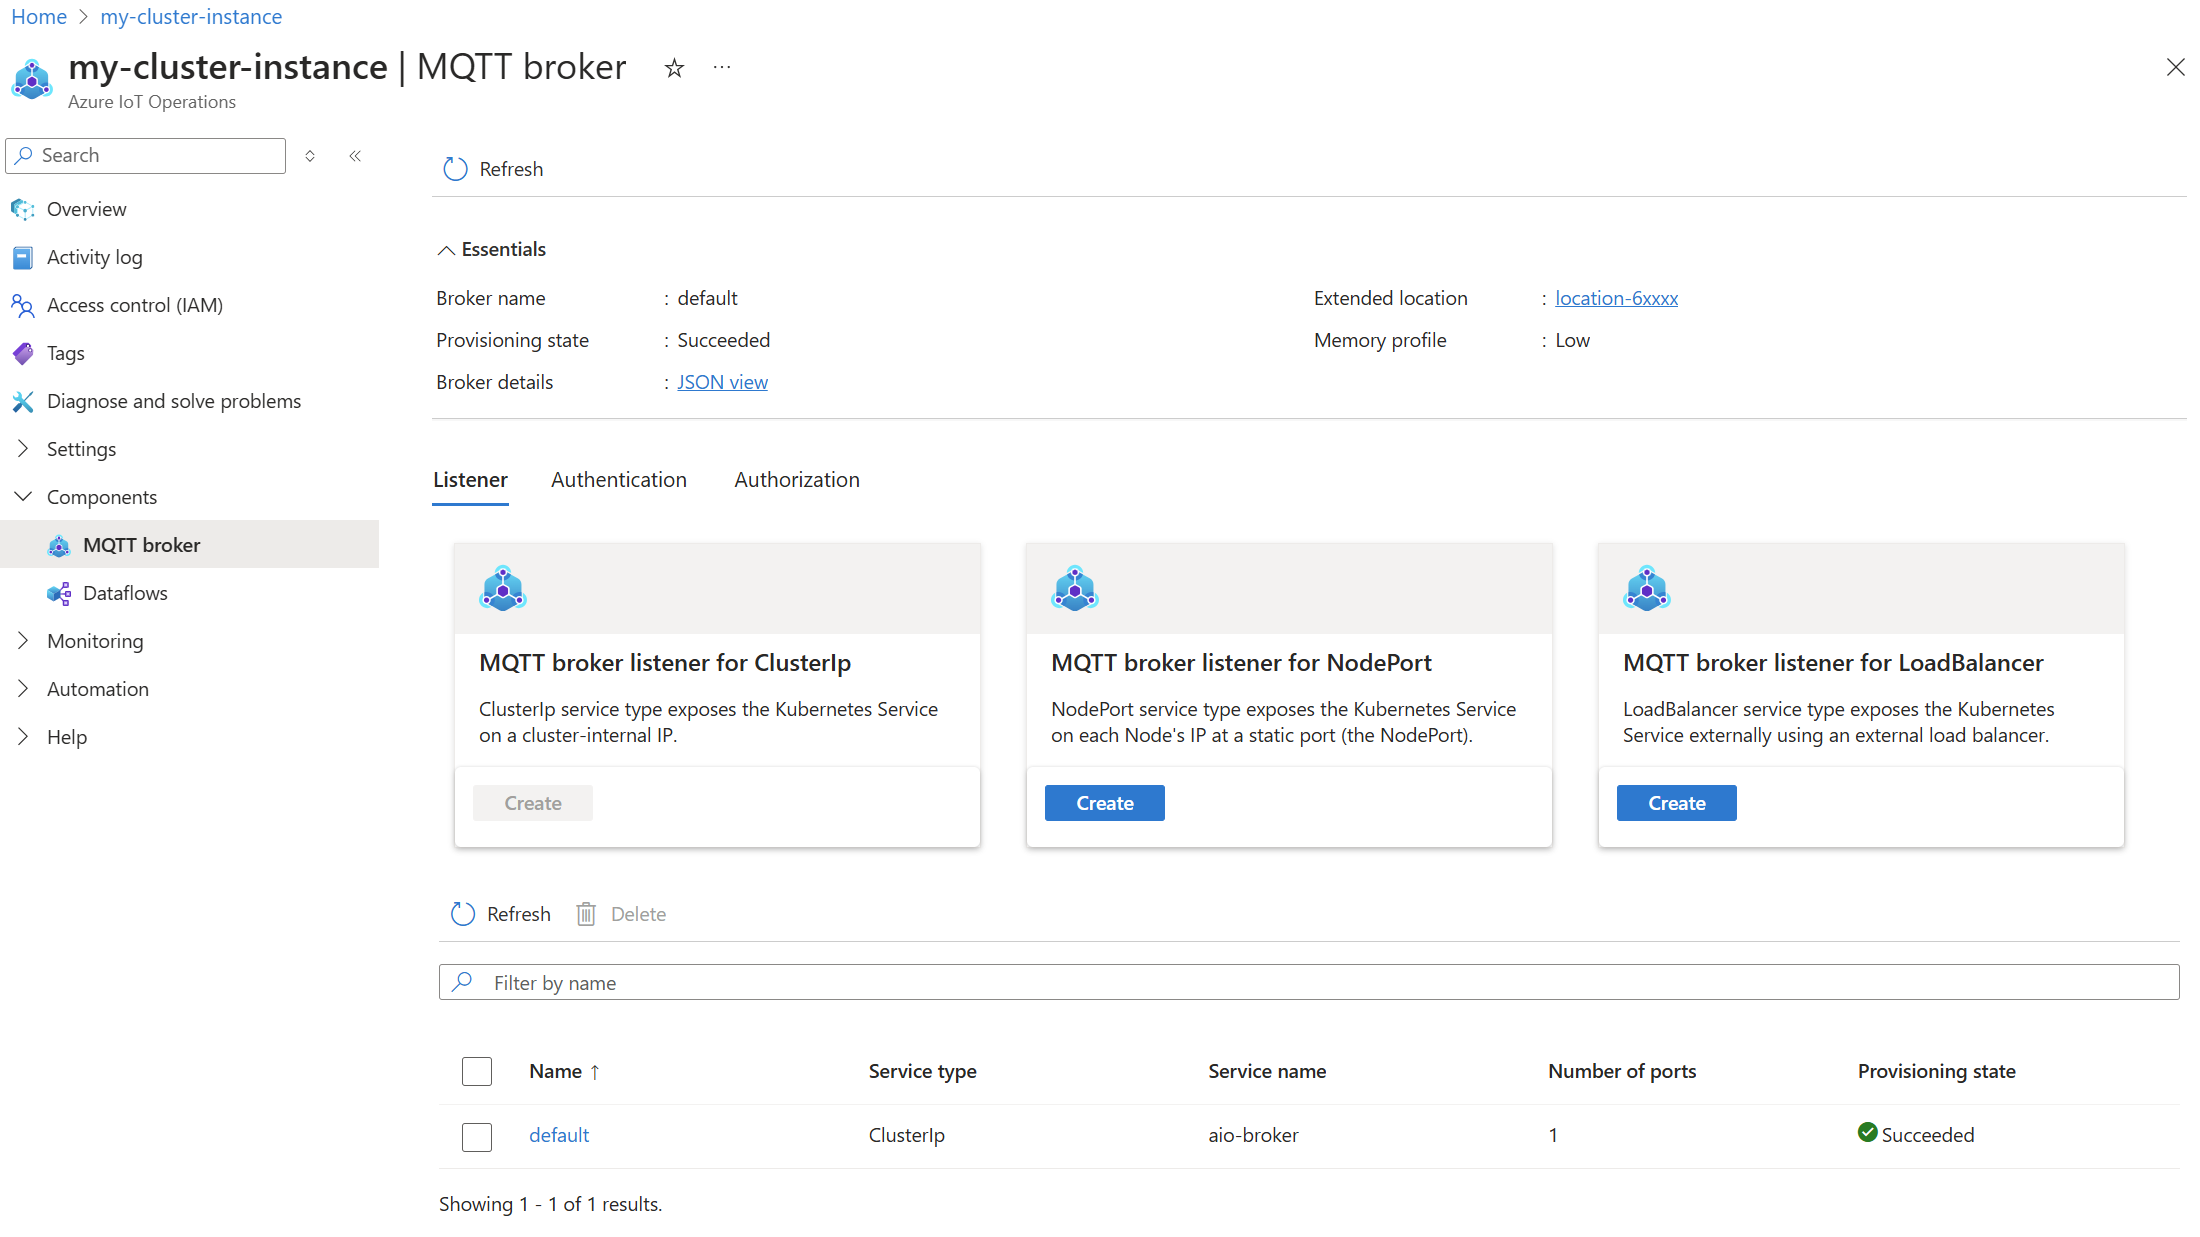 Home > my-cluster-instance
my-cluster-instance | MQTT broker
Azure IoT Operations
Search
Overview
Activity log
Access control (IAM)
Tags
Diagnose and solve problems
Settings
Components
MQTT broker
Dataflows
Monitoring
Automation
Help
Refresh
Essentials
Broker name : default
Extended location : location-6xxxx
Provisioning state : Succeeded
Memory profile : Low
Broker details : JSON view
Listener Authentication Authorization
MQTT broker listener for ClusterIp
ClusterIp service type exposes the Kubernetes Service
on a cluster-internal IP.
Create
MQTT broker listener for NodePort
NodePort service type exposes the Kubernetes Service
on each Node's IP at a static port (the NodePort).
Create
MQTT broker listener for LoadBalancer
LoadBalancer service type exposes the Kubernetes
Service externally using an external load balancer.
Create
Refresh Delete
Filter by name
Name ↑ Service type Service name Number of ports Provisioning state
default ClusterIp aio-broker 1 Succeeded
Showing 1 - 1 of 1 results.